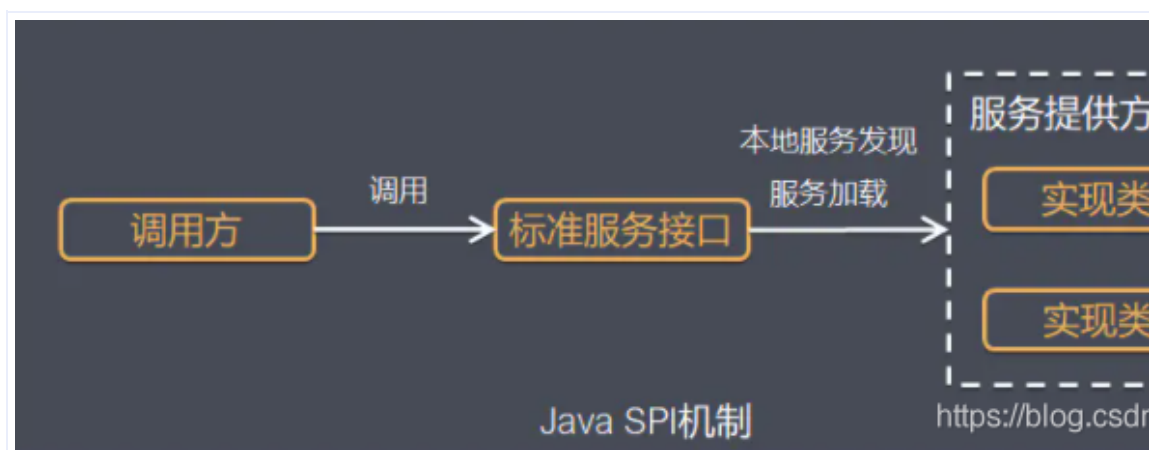 服务提供方
本地服务发现
调用
服务加载
实现类
调用方
标准服务接口
实现类
Java SPI机制
https://blog.csdn